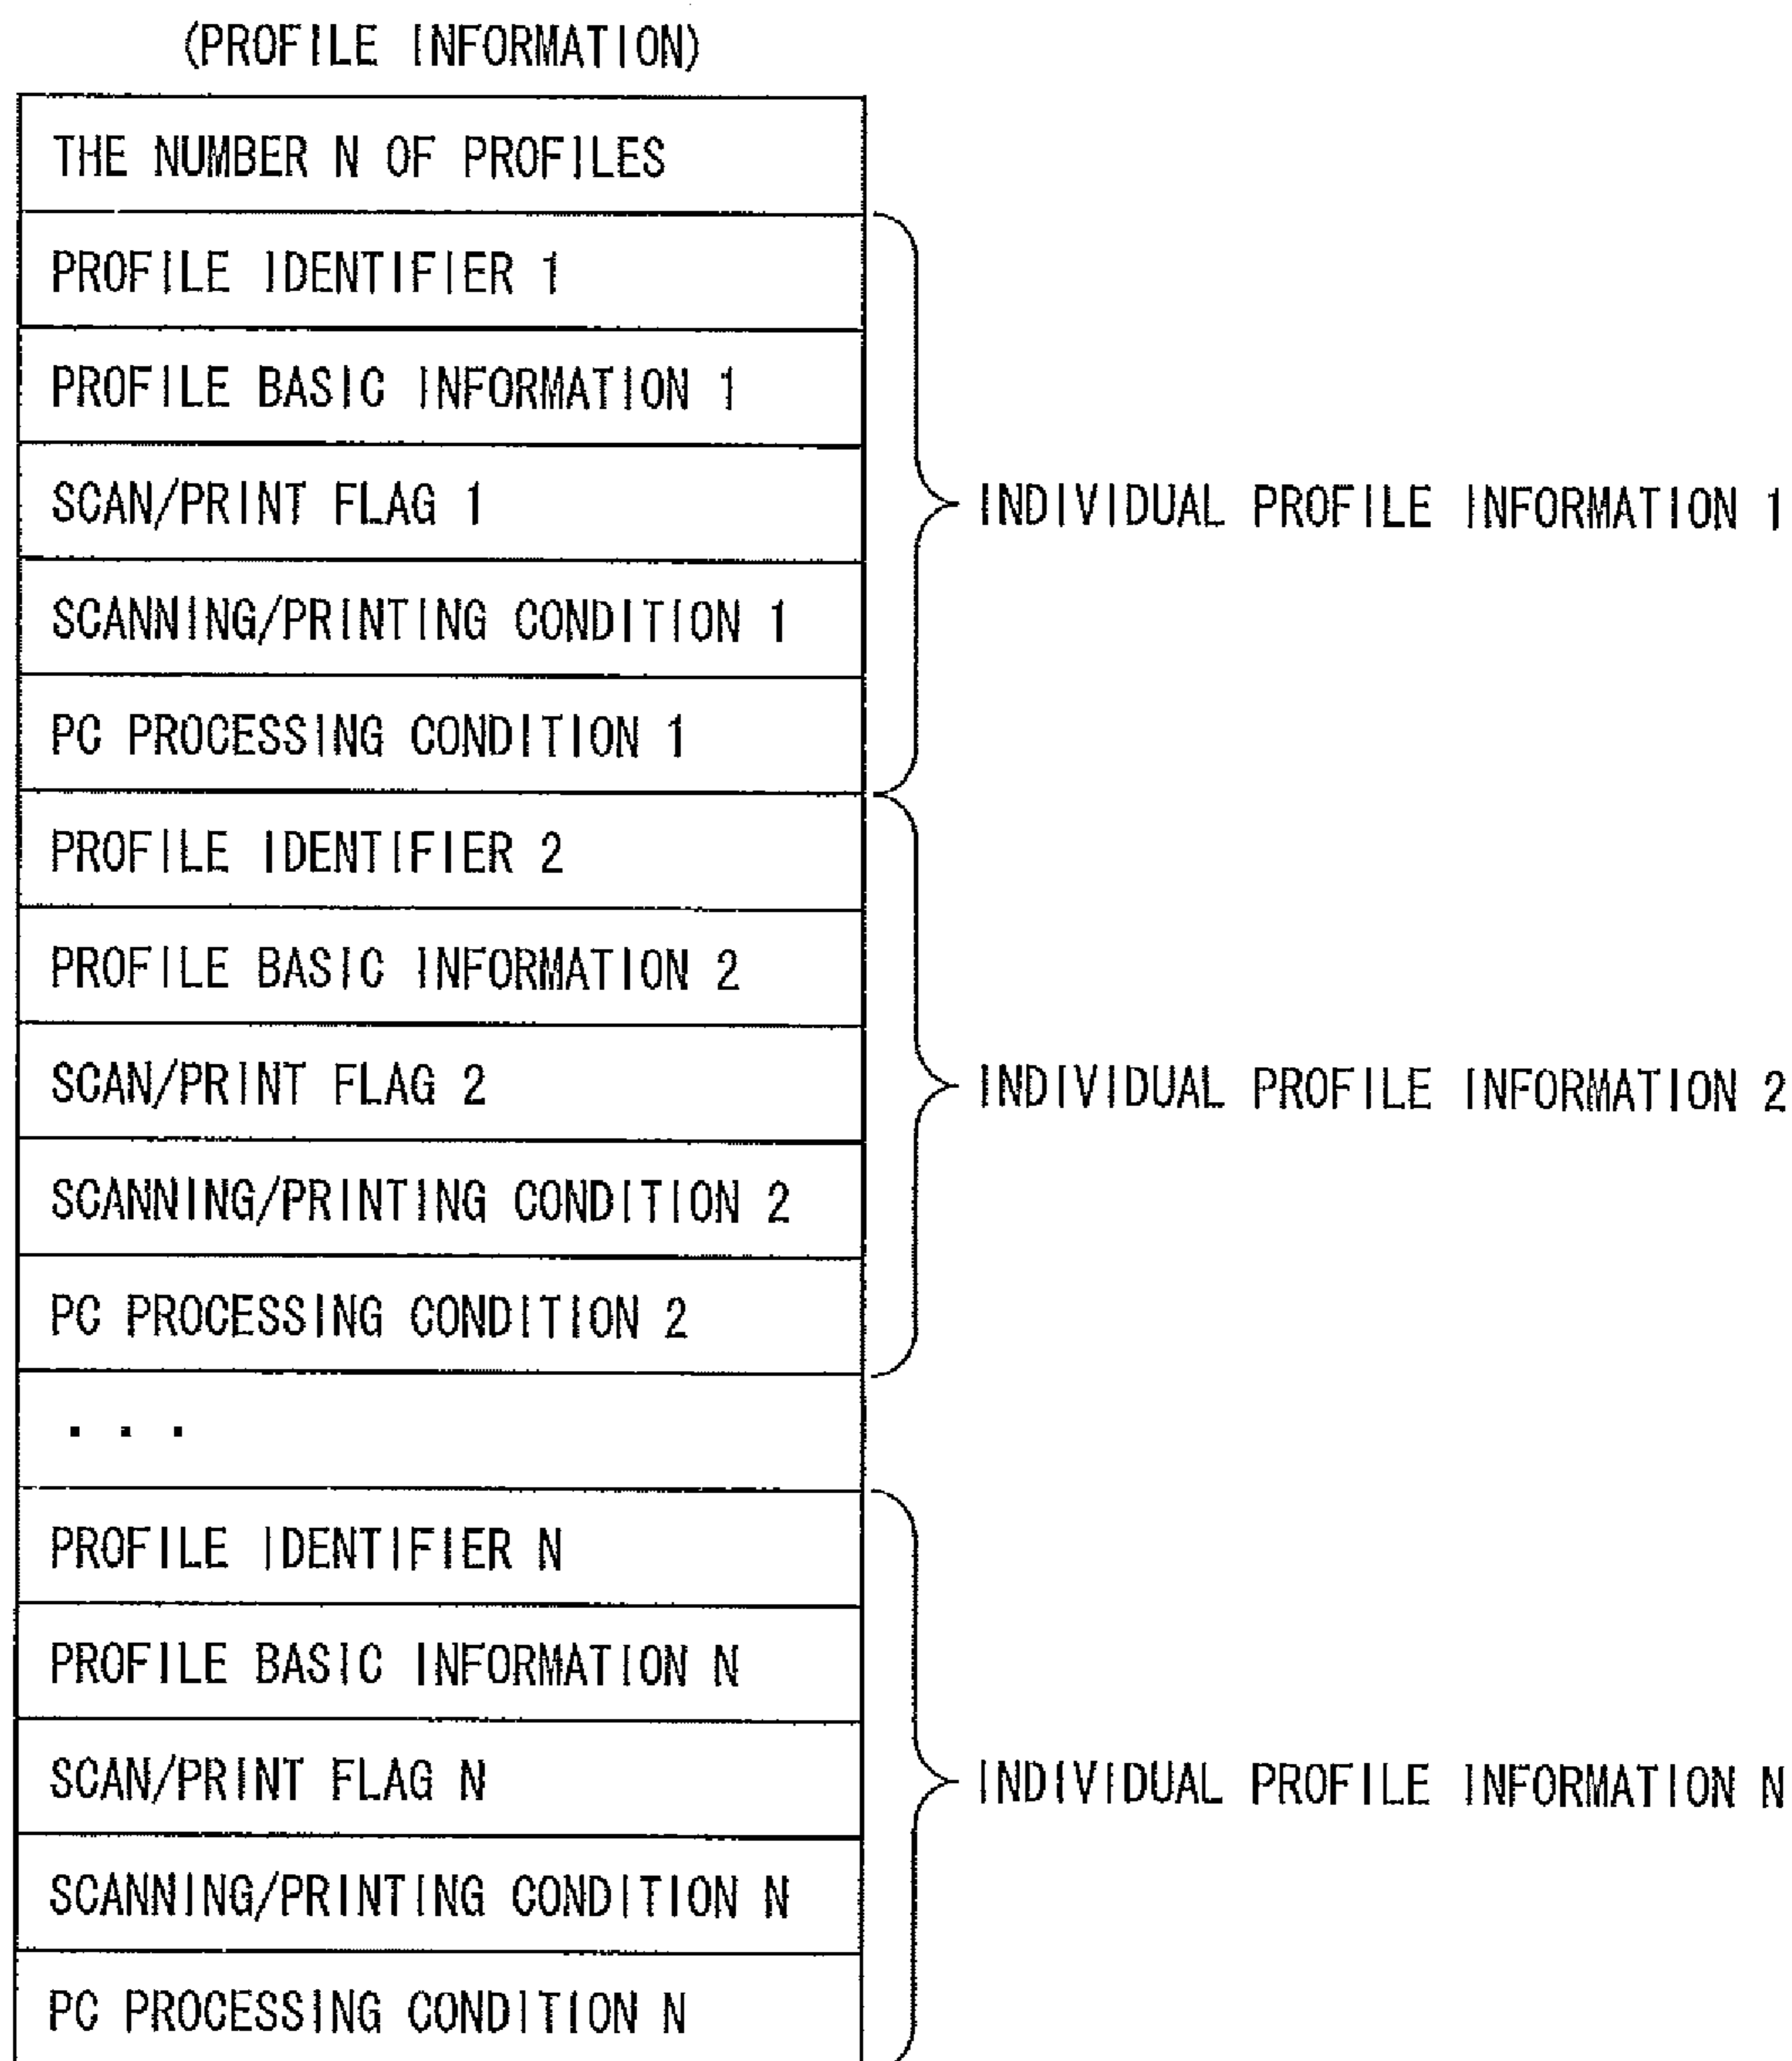 (PROFILE INFORMATION)
THE NUMBER N OF PROFILES
PROFILE IDENTIFIER 1
PROFILE BASIC INFORMATION 1
SCAN/PRINT FLAG 1
SCANNING/PRINTING CONDITION 1
PC PROCESSING CONDITION 1
INDIVIDUAL PROFILE INFORMATION 1
PROFILE IDENTIFIER 2
PROFILE BASIC INFORMATION 2
SCAN/PRINT FLAG 2
SCANNING/PRINTING CONDITION 2
PC PROCESSING CONDITION 2
INDIVIDUAL PROFILE INFORMATION 2
...
PROFILE IDENTIFIER N
PROFILE BASIC INFORMATION N
SCAN/PRINT FLAG N
SCANNING/PRINTING CONDITION N
PC PROCESSING CONDITION N
INDIVIDUAL PROFILE INFORMATION N